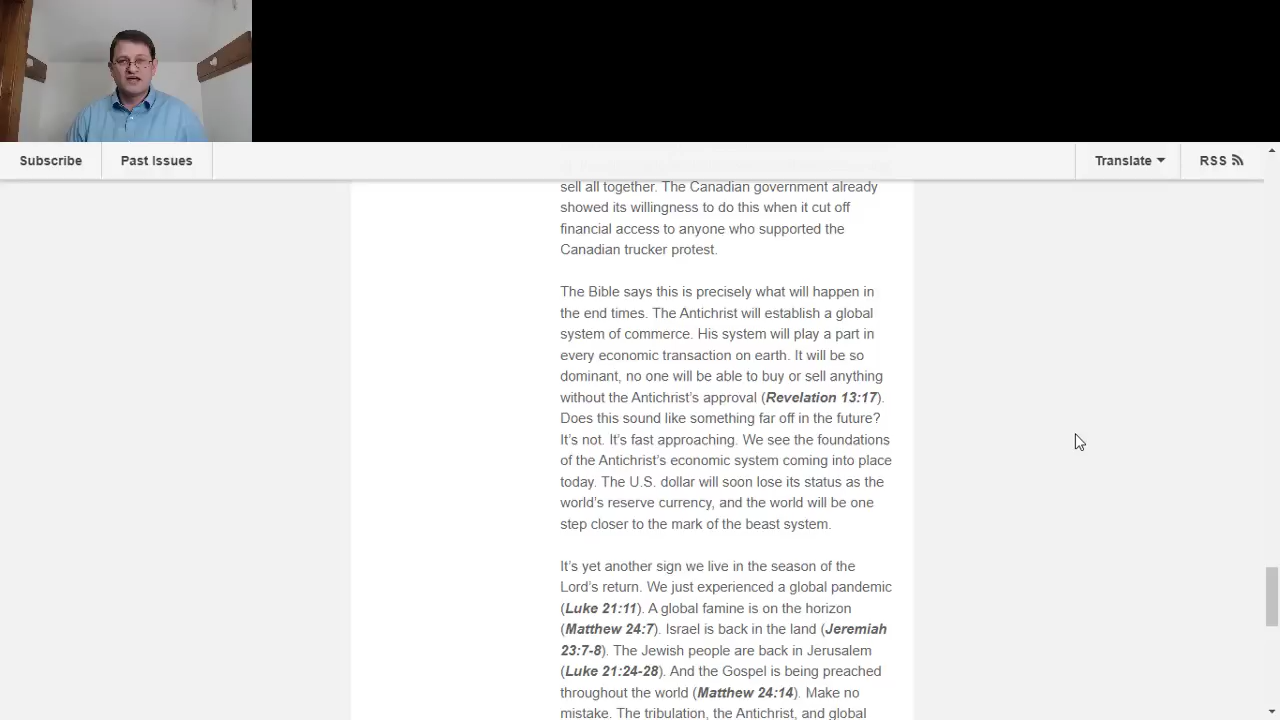 Subscribe
Past Issues
Translate
RSS
sell all together. The Canadian government already
showed its willingness to do this when it cut off
financial access to anyone who supported the
Canadian trucker protest.
The Bible says this is precisely what will happen in
the end times. The Antichrist will establish a global
system of commerce. His system will play a part in
every economic transaction on earth. It will be so
dominant, no one will be able to buy or sell anything
without the Antichrist’s approval (Revelation 13:17).
Does this sound like something far off in the future?
It’s not. It’s fast approaching. We see the foundations
of the Antichrist’s economic system coming into place
today. The U.S. dollar will soon lose its status as the
world’s reserve currency, and the world will be one
step closer to the mark of the beast system.
It’s yet another sign we live in the season of the
Lord’s return. We just experienced a global pandemic
(Luke 21:11). A global famine is on the horizon
(Matthew 24:7). Israel is back in the land (Jeremiah
23:7-8). The Jewish people are back in Jerusalem
(Luke 21:24-28). And the Gospel is being preached
throughout the world (Matthew 24:14). Make no
mistake. The tribulation, the Antichrist, and global